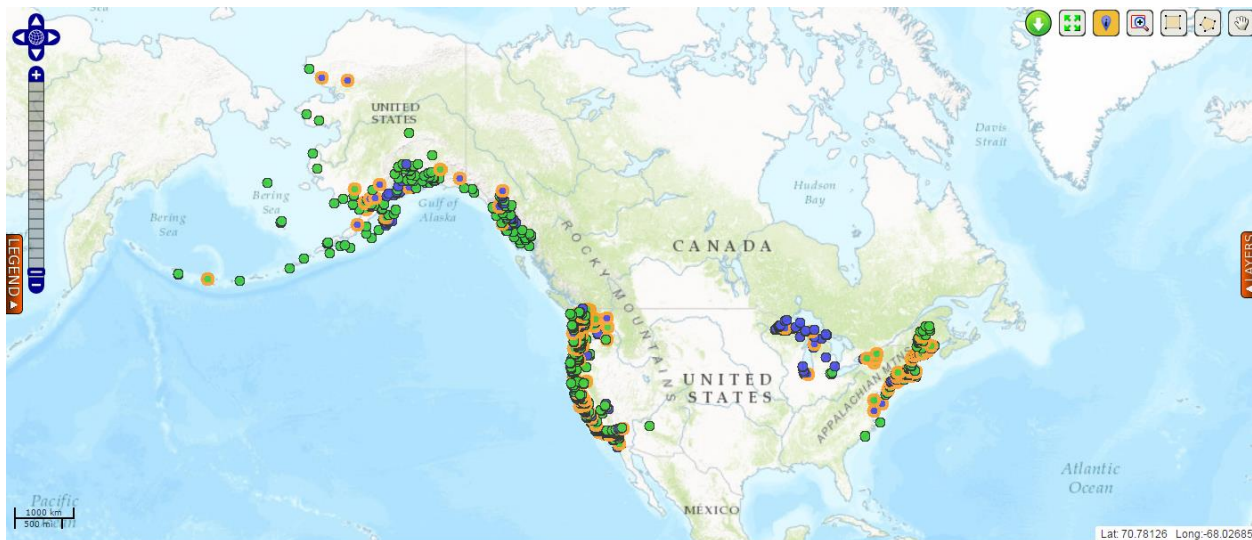 UNITED
STATES
Davis
Strait
Hudson
Bay
Bering
Sea
Bering
Sea
Gulf of
Alaska
CANADA
ROCKY MOUNTAINS
LEGEND
LAYERS
UNITED
STATES
APPALACHIAN MTNS
Atlantic
Ocean
Pacific
MÉXICO
1000 km
500 mi
Lat: 70.78126 Long:-68.02685